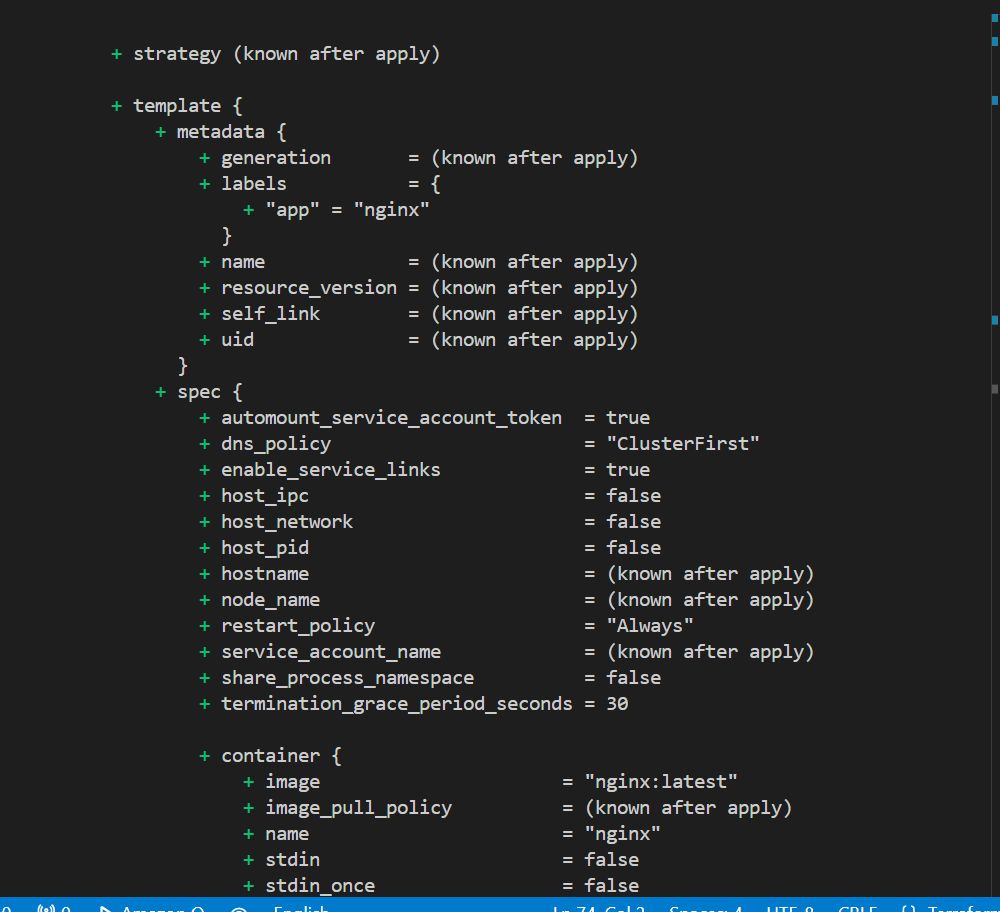 + strategy (known after apply)
+ template {
+ metadata {
+ generation = (known after apply)
+ labels = {
+ "app" = "nginx"
}
+ name = (known after apply)
+ resource_version = (known after apply)
+ self_link = (known after apply)
+ uid = (known after apply)
}
+ spec {
+ automount_service_account_token = true
+ dns_policy = "ClusterFirst"
+ enable_service_links = true
+ host_ipc = false
+ host_network = false
+ host_pid = false
+ hostname = (known after apply)
+ node_name = (known after apply)
+ restart_policy = "Always"
+ service_account_name = (known after apply)
+ share_process_namespace = false
+ termination_grace_period_seconds = 30
+ container {
+ image = "nginx:latest"
+ image_pull_policy = (known after apply)
+ name = "nginx"
+ stdin = false
+ stdin_once = false
0 Amazon Q English Ln 74, Col 2 Spaces: 4 UTF-8 CRLF {}